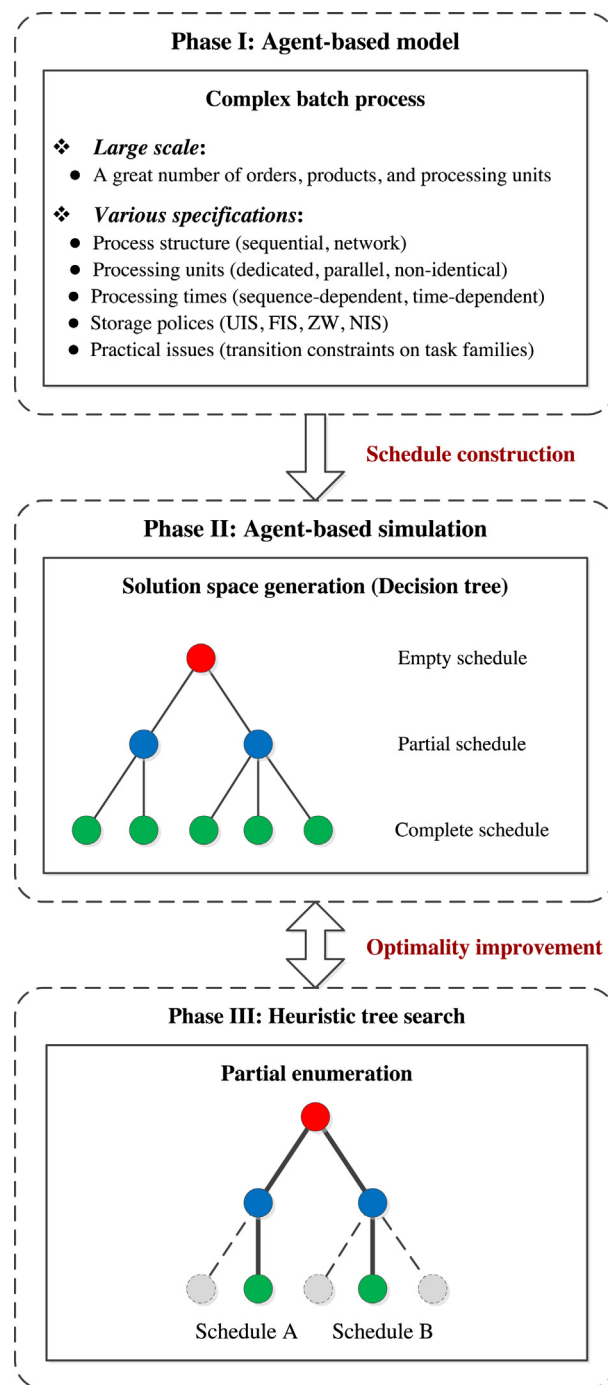 Phase I: Agent-based model
Complex batch process
❖ Large scale:
● A great number of orders, products, and processing units
❖ Various specifications:
● Process structure (sequential, network)
● Processing units (dedicated, parallel, non-identical)
● Processing times (sequence-dependent, time-dependent)
● Storage polices (UIS, FIS, ZW, NIS)
● Practical issues (transition constraints on task families)
Schedule construction
Phase II: Agent-based simulation
Solution space generation (Decision tree)
Empty schedule
Partial schedule
Complete schedule
Optimality improvement
Phase III: Heuristic tree search
Partial enumeration
Schedule A
Schedule B